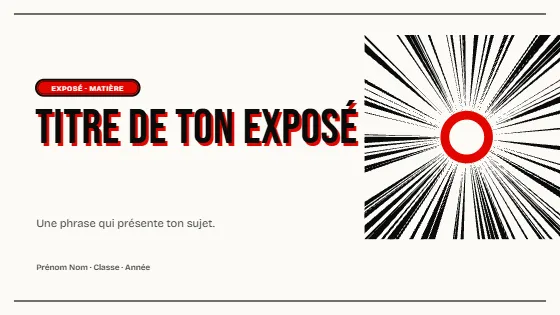 EXPOSÉ · MATIÈRE
TITRE DE TON EXPOSÉ
Une phrase qui présente ton sujet.
Prénom Nom · Classe · Année